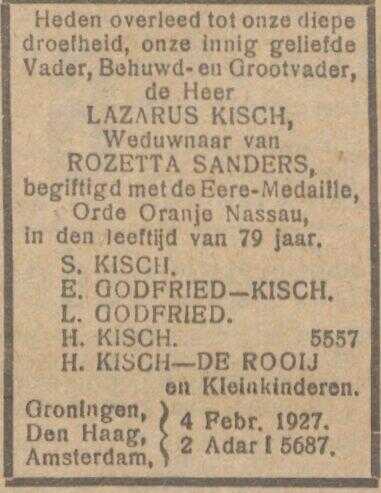 Heden overleed tot onze diepe
droefheid, onze innig geliefde
Vader, Behuwd- en Grootvader,
de Heer
LAZARUS KISCH,
Weduwnaar van
ROZETTA SANDERS,
begiftigd met de Eere-Medaille,
Orde Oranje Nassau,
in den leeftijd van 79 jaar.
S. KISCH.
E. GODFRIED—KISCH.
L. GODFRIED.
H. KISCH. 5557
H. KISCH—DE ROOIJ
en Kleinkinderen.
Groningen,
Den Haag,
Amsterdam,
4 Febr. 1927.
2 Adar I 5687.